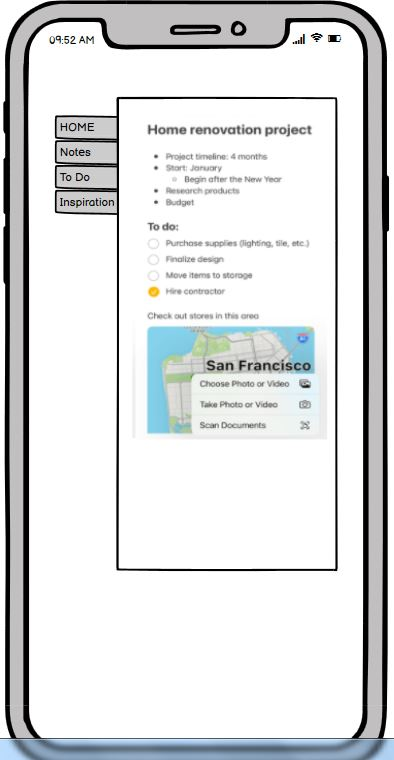 09:52 AM
HOME
Notes
To Do
Inspiration
Home renovation project
Project timeline: 4 months
Start: January
Begin after the New Year
Research products
Budget
To do:
Purchase supplies (lighting, tile, etc.)
Finalize design
Move items to storage
Hire contractor
Check out stores in this area
San Francisco
Choose Photo or Video
Take Photo or Video
Scan Documents